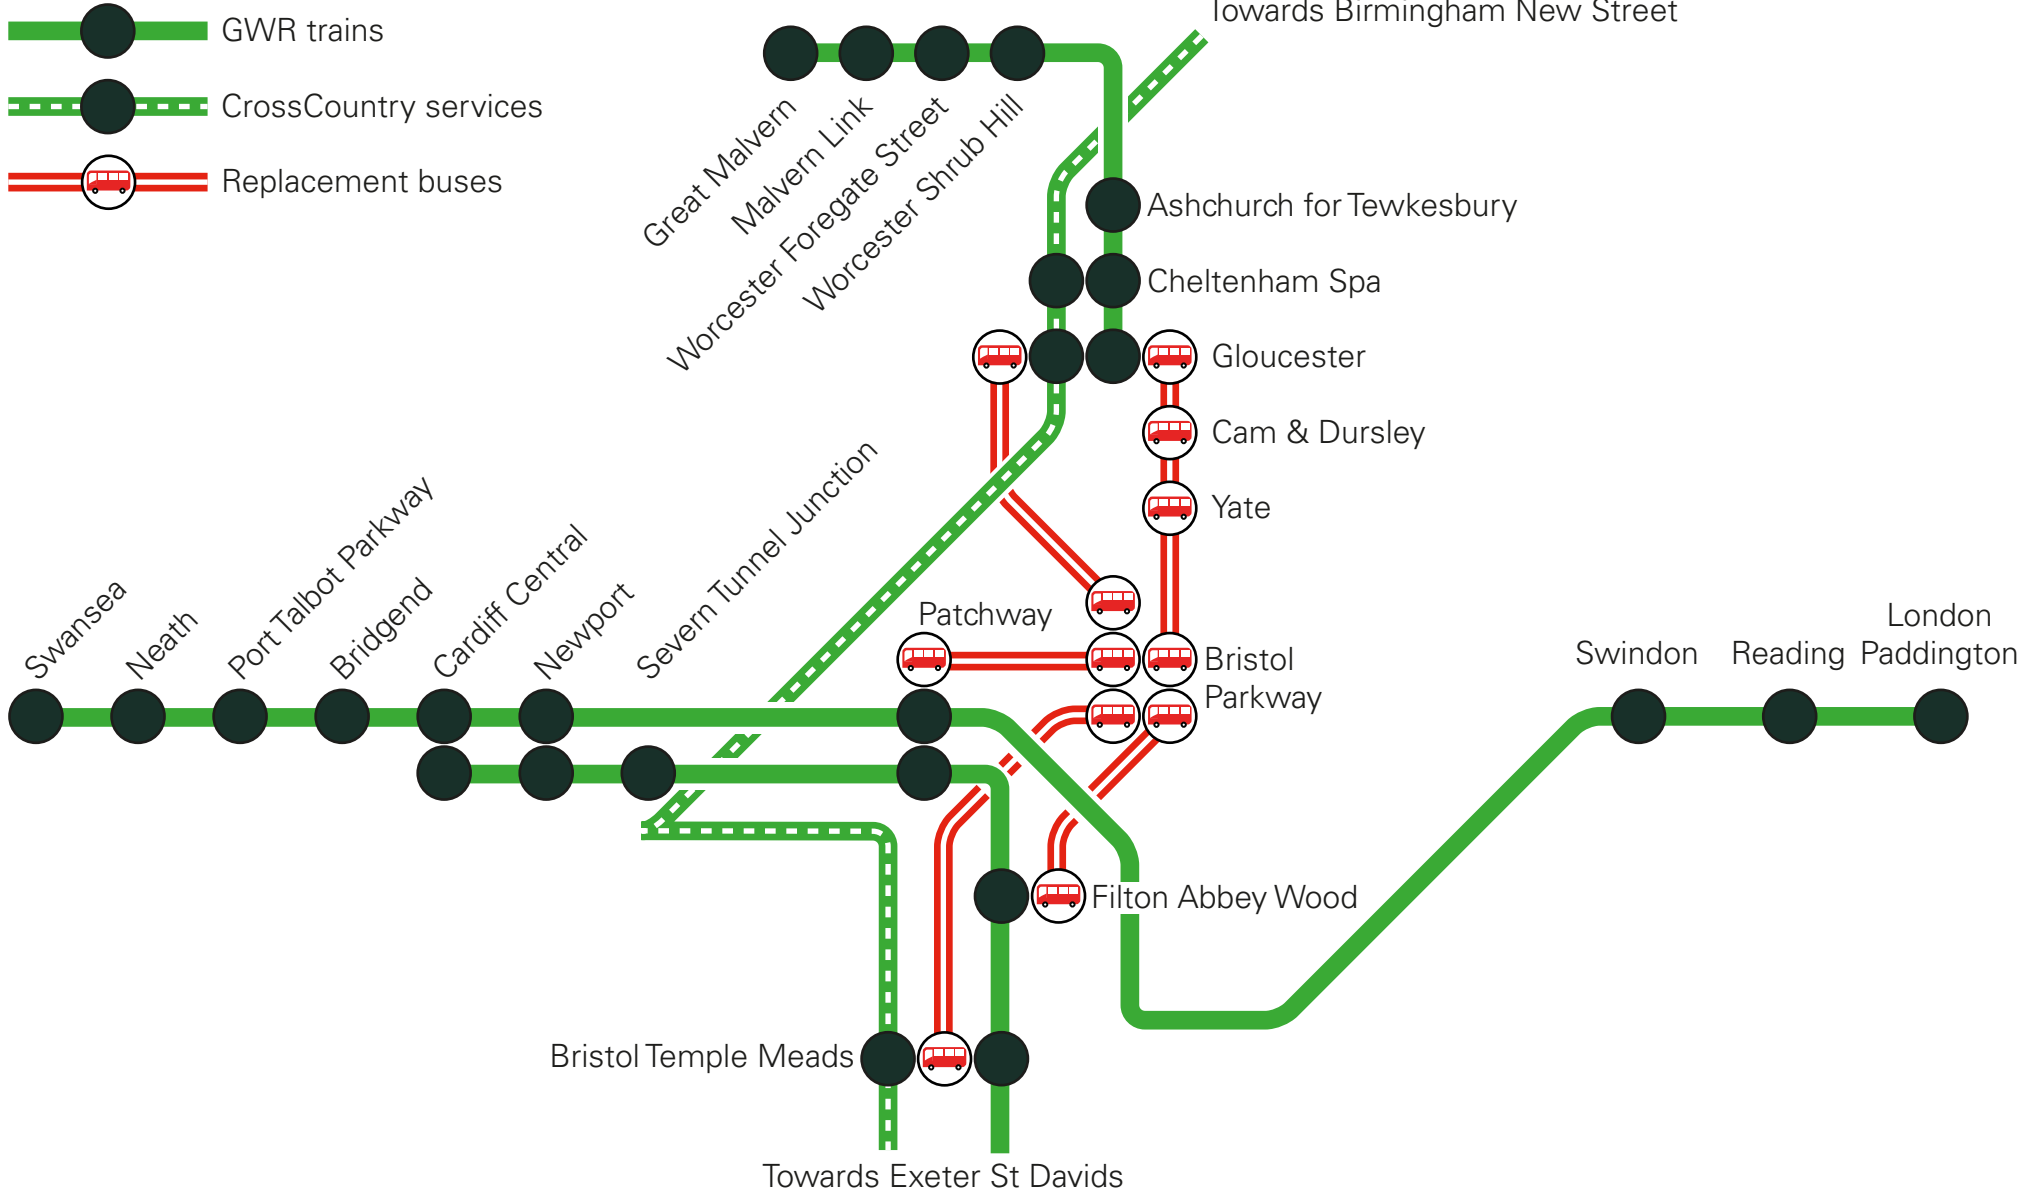 GWR trains
CrossCountry services
Replacement buses
Towards Birmingham New Street
Great Malvern
Malvern Link
Worcester Foregate Street
Worcester Shrub Hill
Ashchurch for Tewkesbury
Cheltenham Spa
Gloucester
Cam & Dursley
Yate
Swansea
Neath
Port Talbot Parkway
Bridgend
Cardiff Central
Newport
Severn Tunnel Junction
Patchway
Bristol
Parkway
Swindon
Reading
London
Paddington
Filton Abbey Wood
Bristol Temple Meads
Towards Exeter St Davids